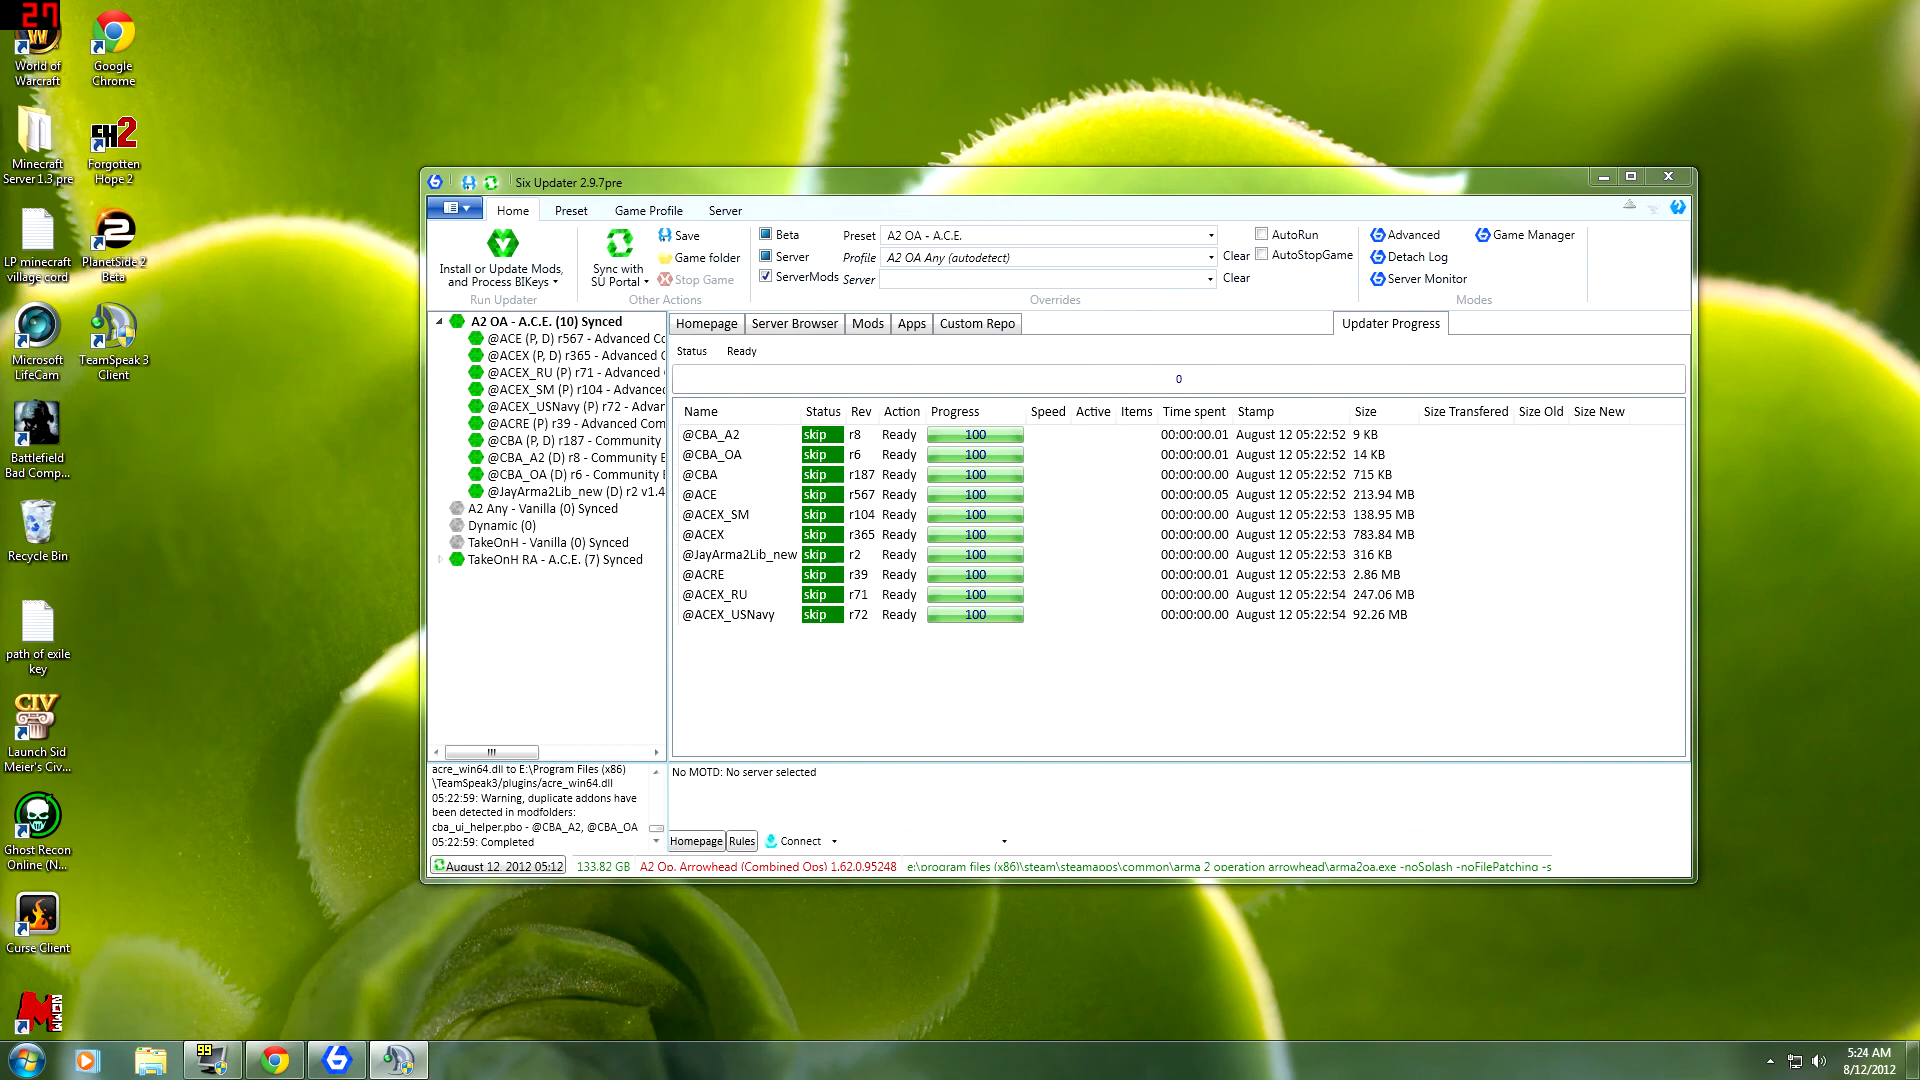 27
World of
Warcraft
Google
Chrome
Minecraft
Server 1.3 pre
FH2
Forgotten
Hope 2
LP minecraft
village cord
PlanetSide 2
Beta
Microsoft
LifeCam
TeamSpeak 3
Client
Battlefield
Bad Comp...
Recycle Bin
path of exile
key
CIV
Launch Sid
Meier's Civ...
Ghost Recon
Online (N...
Curse Client
Six Updater 2.9.7pre
Home
Preset
Game Profile
Server
Install or Update Mods,
and Process BIKeys
Run Updater
Sync with
SU Portal
Save
Game folder
Stop Game
Other Actions
Beta
Server
ServerMods
Preset A2 OA - A.C.E.
Profile A2 OA Any (autodetect) Clear
Server Clear
Overrides
AutoRun
AutoStopGame
Advanced
Detach Log
Server Monitor
Game Manager
Modes
A2 OA - A.C.E. (10) Synced
@ACE (P, D) r567 - Advanced Co
@ACEX (P, D) r365 - Advanced C
@ACEX_RU (P) r71 - Advanced
@ACEX_SM (P) r104 - Advanced
@ACEX_USNavy (P) r72 - Advan
@ACRE (P) r39 - Advanced Com
@CBA (P, D) r187 - Community
@CBA_A2 (D) r8 - Community E
@CBA_OA (D) r6 - Community E
@JayArma2Lib_new (D) r2 v1.4
A2 Any - Vanilla (0) Synced
Dynamic (0)
TakeOnH - Vanilla (0) Synced
TakeOnH RA - A.C.E. (7) Synced
Homepage Server Browser Mods Apps Custom Repo Updater Progress
Status Ready
0
Name Status Rev Action Progress Speed Active Items Time spent Stamp Size Size Transfered Size Old Size New
@CBA_A2 skip r8 Ready 100 00:00:00.01 August 12 05:22:52 9 KB
@CBA_OA skip r6 Ready 100 00:00:00.01 August 12 05:22:52 14 KB
@CBA skip r187 Ready 100 00:00:00.00 August 12 05:22:52 715 KB
@ACE skip r567 Ready 100 00:00:00.05 August 12 05:22:52 213.94 MB
@ACEX_SM skip r104 Ready 100 00:00:00.00 August 12 05:22:53 138.95 MB
@ACEX skip r365 Ready 100 00:00:00.00 August 12 05:22:53 783.84 MB
@JayArma2Lib_new skip r2 Ready 100 00:00:00.00 August 12 05:22:53 316 KB
@ACRE skip r39 Ready 100 00:00:00.01 August 12 05:22:53 2.86 MB
@ACEX_RU skip r71 Ready 100 00:00:00.00 August 12 05:22:54 247.06 MB
@ACEX_USNavy skip r72 Ready 100 00:00:00.00 August 12 05:22:54 92.26 MB
acre_win64.dll to E:\Program Files (x86)
\TeamSpeak3/plugins/acre_win64.dll
05:22:59: Warning, duplicate addons have
been detected in modfolders:
cba_ui_helper.pbo - @CBA_A2, @CBA_OA
05:22:59: Completed
No MOTD: No server selected
Homepage Rules Connect
August 12, 2012 05:12 133.82 GB A2 Op. Arrowhead (Combined Ops) 1.62.0.95248 e:\program files (x86)\steam\steamapps\common\arma 2 operation arrowhead\arma2oa.exe -noSplash -noFilePatching -s
99
5:24 AM
8/12/2012